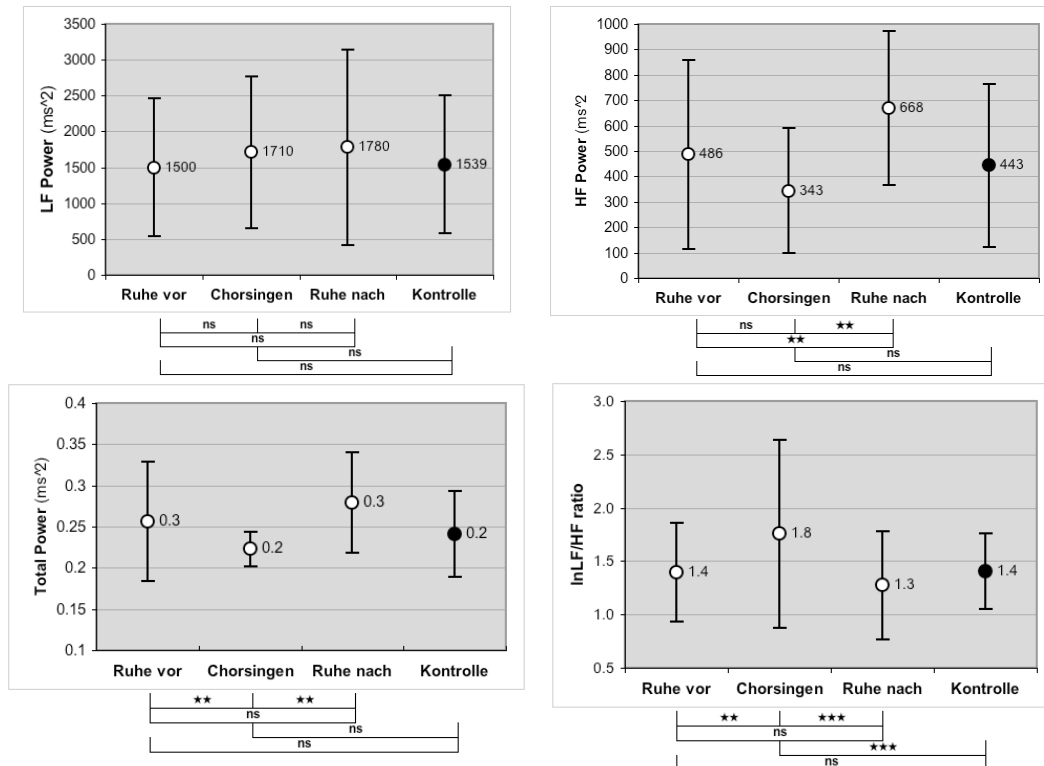 LF Power (ms^2)
3500
3000
2500
2000
1500
1000
500
0
1500
1710
1780
1539
Ruhe vor Chorsingen Ruhe nach Kontrolle
ns ns
ns
ns
ns
HF Power (ms^2
1000
900
800
700
600
500
400
300
200
100
0
486
343
668
443
Ruhe vor Chorsingen Ruhe nach Kontrolle
ns ★★
★★
ns
ns
Total Power (ms^2)
0.4
0.35
0.3
0.25
0.2
0.15
0.1
0.3
0.2
0.3
0.2
Ruhe vor Chorsingen Ruhe nach Kontrolle
★★ ★★
ns
ns
ns
lnLF/HF ratio
3.0
2.5
2.0
1.5
1.0
0.5
1.4
1.8
1.3
1.4
Ruhe vor Chorsingen Ruhe nach Kontrolle
★★ ★★★
ns
★★★
ns